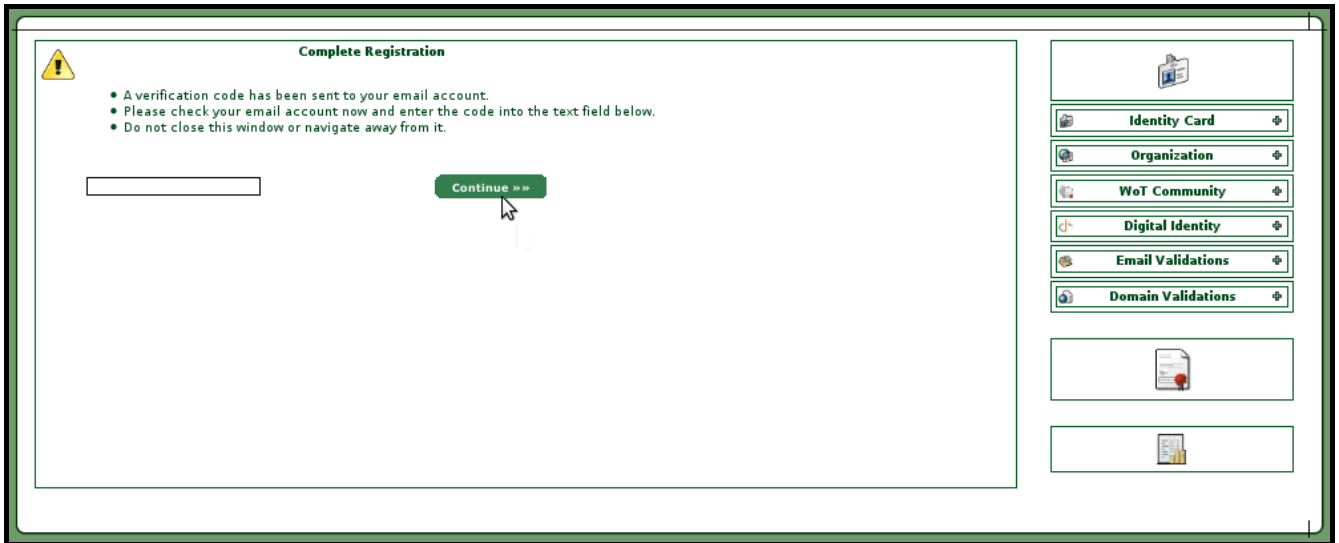 Complete Registration
• A verification code has been sent to your email account.
• Please check your email account now and enter the code into the text field below.
• Do not close this window or navigate away from it.
Continue »»
Identity Card
Organization
WoT Community
Digital Identity
Email Validations
Domain Validations